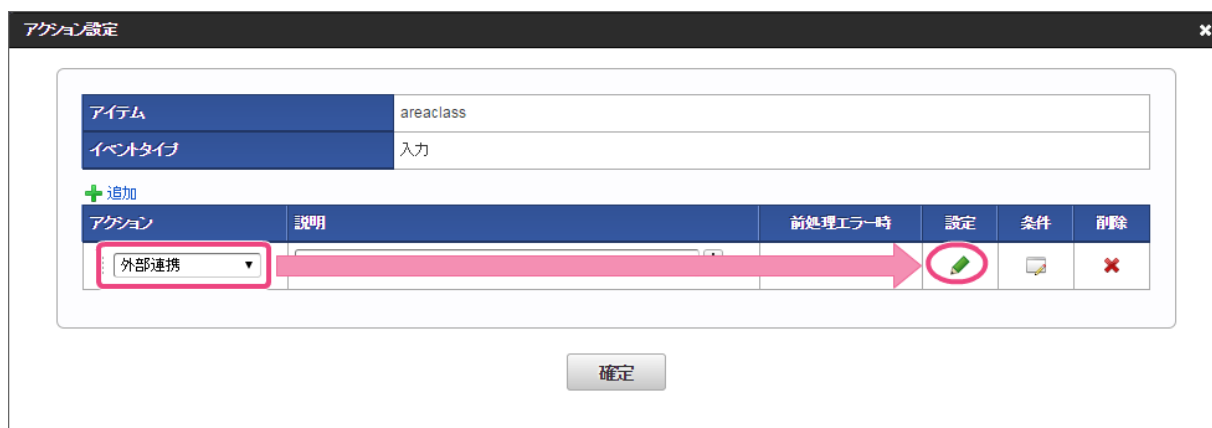 アクション設定
アイテム areaclass
イベントタイプ 入力
追加
アクション 説明 前処理エラー時 設定 条件 削除
外部連携
確定